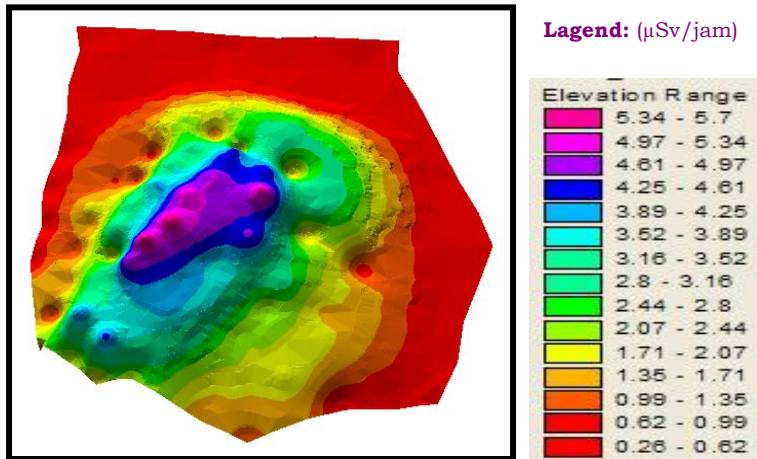 Lagend: (µSv/jam)
Elevation Range
5.34 - 5.7
4.97 - 5.34
4.61 - 4.97
4.25 - 4.61
3.89 - 4.25
3.52 - 3.89
3.16 - 3.52
2.8 - 3.16
2.44 - 2.8
2.07 - 2.44
1.71 - 2.07
1.35 - 1.71
0.99 - 1.35
0.62 - 0.99
0.26 - 0.62